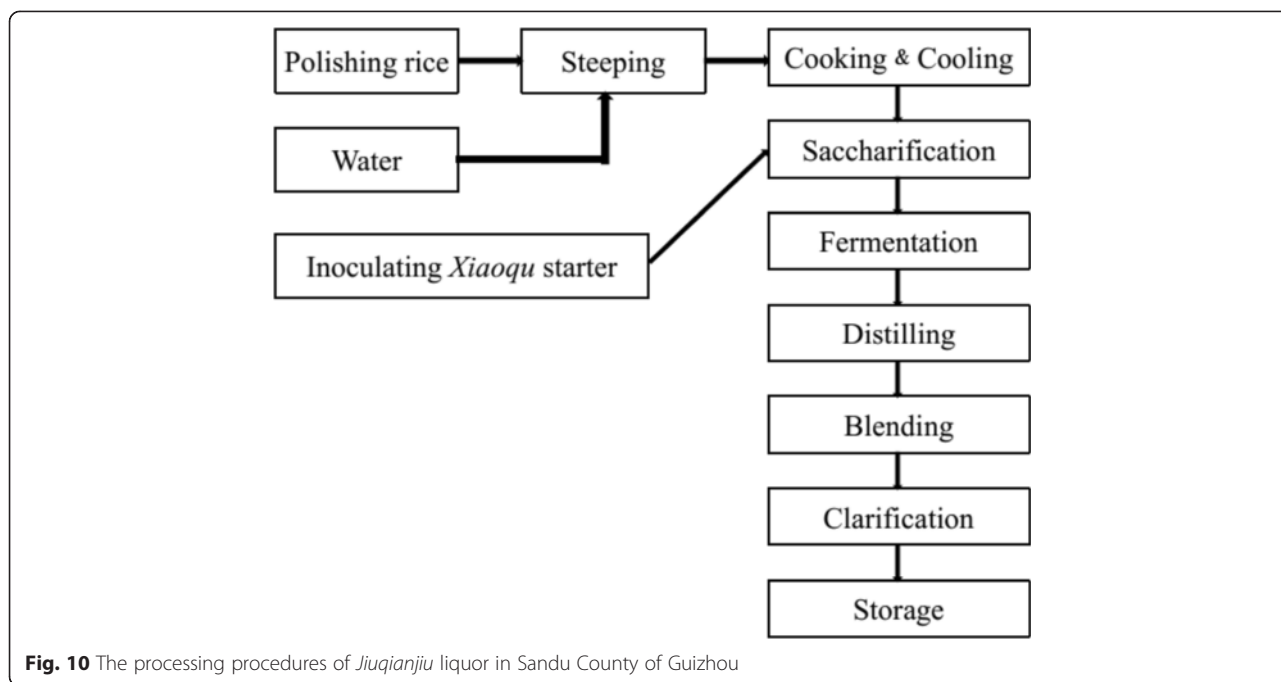 Polishing rice
Steeping
Cooking & Cooling
Water
Saccharification
Inoculating Xiaoqu starter
Fermentation
Distilling
Blending
Clarification
Storage
Fig. 10 The processing procedures of Jiuqianjiu liquor in Sandu County of Guizhou